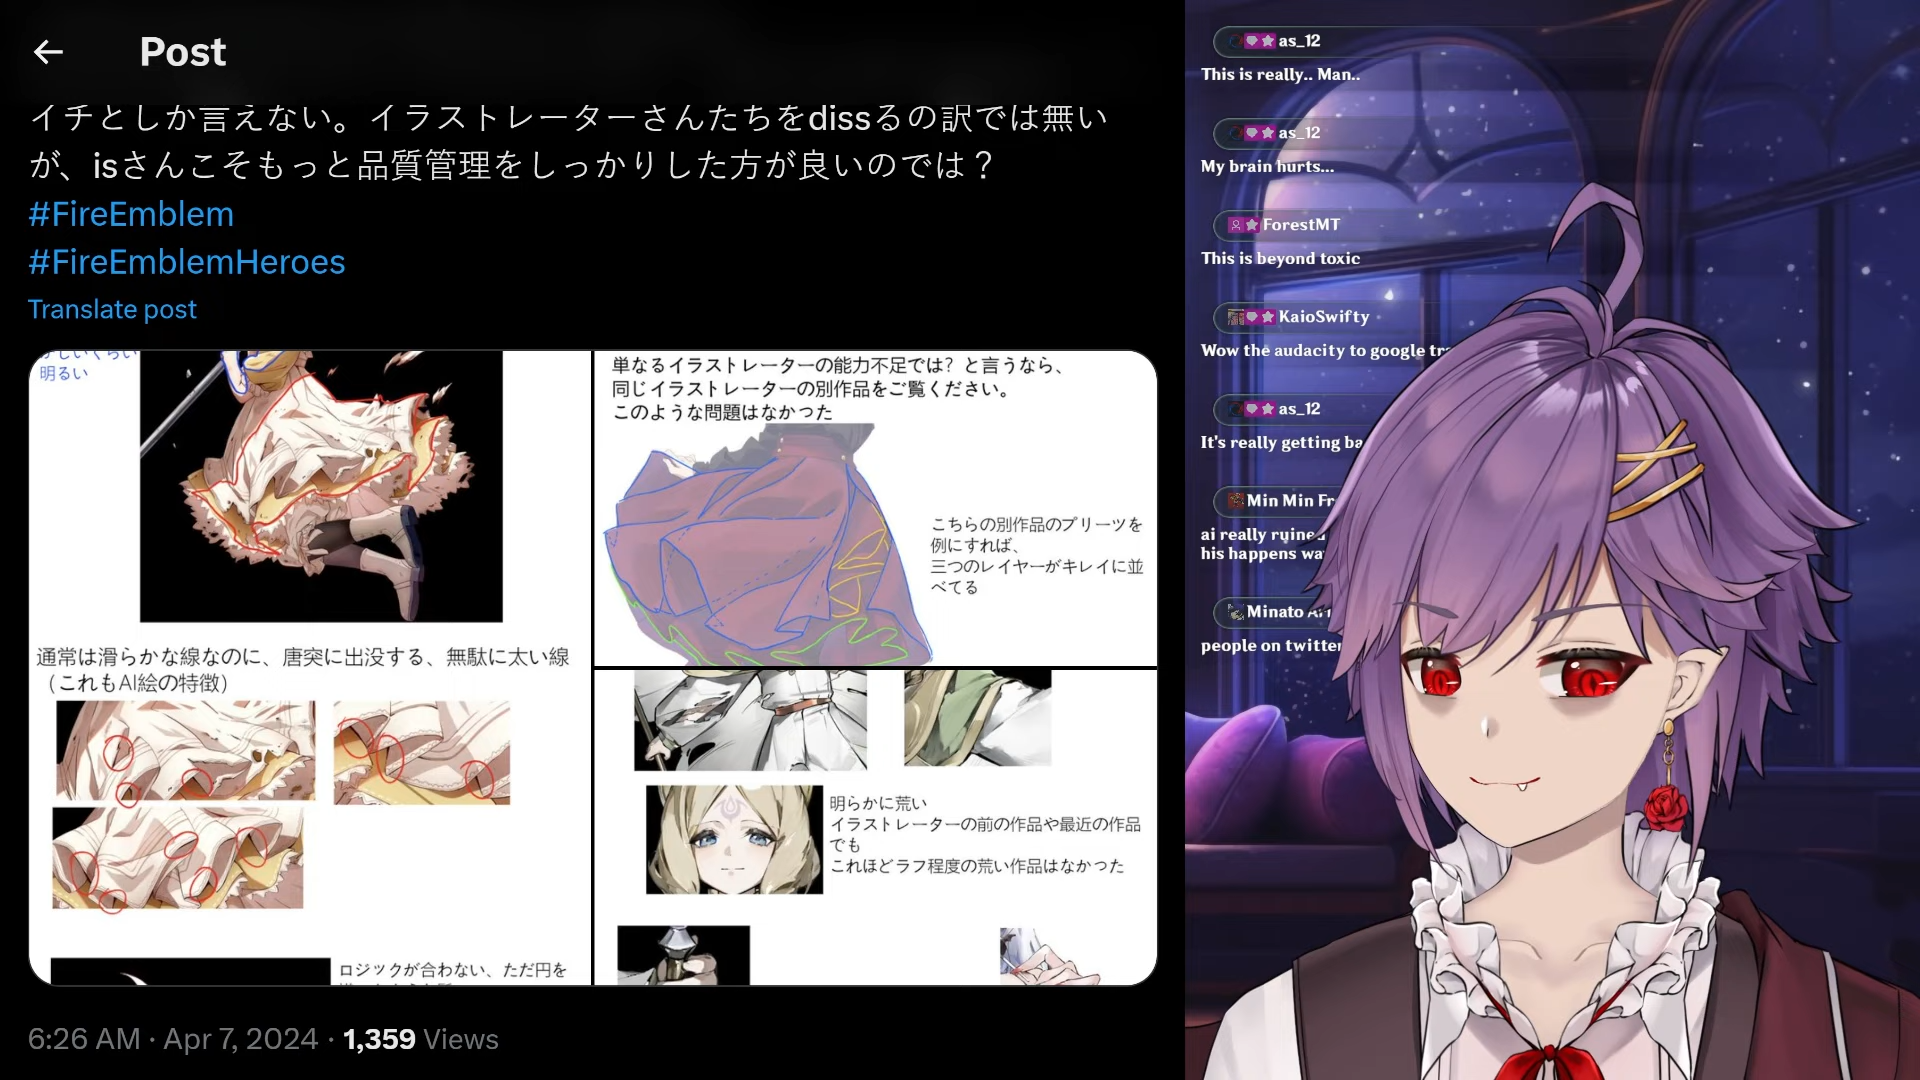 Post
イチとしか言えない。イラストレーターさんたちをdissるの訳では無い
が、isさんこそもっと品質管理をしっかりした方が良いのでは？
#FireEmblem
#FireEmblemHeroes
Translate post
明るい
通常は滑らかな線なのに、唐突に出没する、無駄に太い線
（これもAI絵の特徴）
ロジックが合わない、ただ円を
単なるイラストレーターの能力不足では？と言うなら、
同じイラストレーターの別作品をご覧ください。
このような問題はなかった
こちらの別作品のプリーツを
例にすれば、
三つのレイヤーがキレイに並
べてる
明らかに荒い
イラストレーターの前の作品や最近の作品
でも
これほどラフ程度の荒い作品はなかった
6:26 AM · Apr 7, 2024 · 1,359 Views
as_12
This is really.. Man..
as_12
My brain hurts...
ForestMT
This is beyond toxic
KaioSwifty
Wow the audacity to google
as_12
It's really getting
Min Min
ai really ruined
his happens
Minato
people on twitter